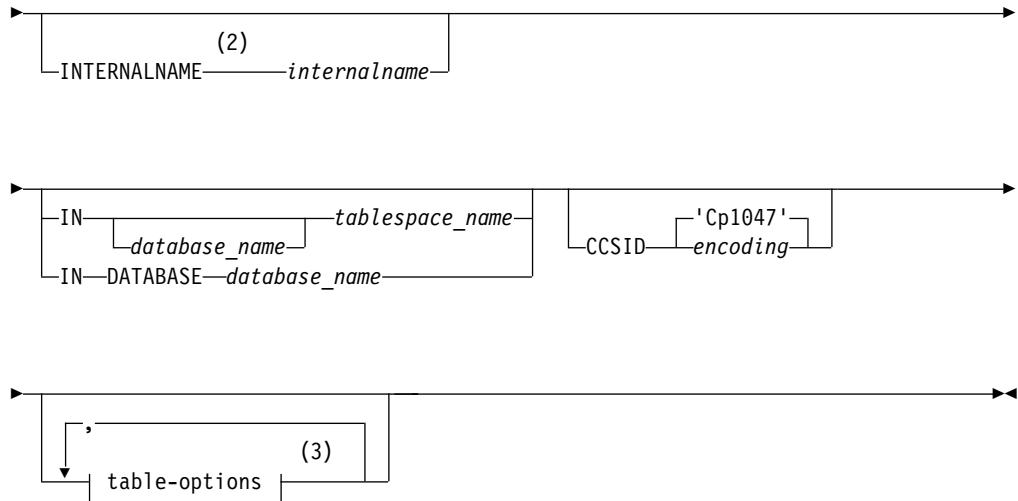 (2)
INTERNALNAME internalname
IN tablespace_name 'Cp1047'
database_name CCSID encoding
IN DATABASE database_name
,
(3)
table-options